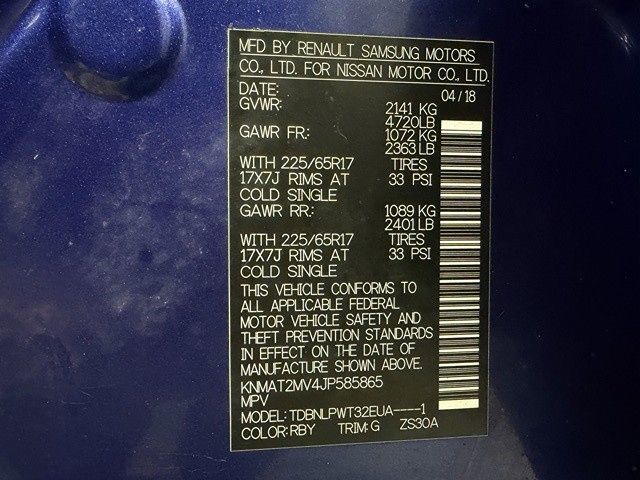 MFD BY RENAULT SAMSUNG MOTORS
CO., LTD. FOR NISSAN MOTOR CO., LTD.
DATE: 04/18
GVWR: 2141 KG
4720LB
GAWR FR: 1072 KG
2363 LB
WITH 225/65R17 TIRES
17X7J RIMS AT 33 PSI
COLD SINGLE
GAWR RR.: 1089 KG
2401 LB
WITH 225/65R17 TIRES
17X7J RIMS AT 33 PSI
COLD SINGLE
THIS VEHICLE CONFORMS TO
ALL APPLICABLE FEDERAL
MOTOR VEHICLE SAFETY AND
THEFT PREVENTION STANDARDS
IN EFFECT ON THE DATE OF
MANUFACTURE SHOWN ABOVE.
KNMAT2MV4JP585865
MPV
MODEL:TDBNLPWT32EUA----1
COLOR:RBY TRIM:G ZS30A